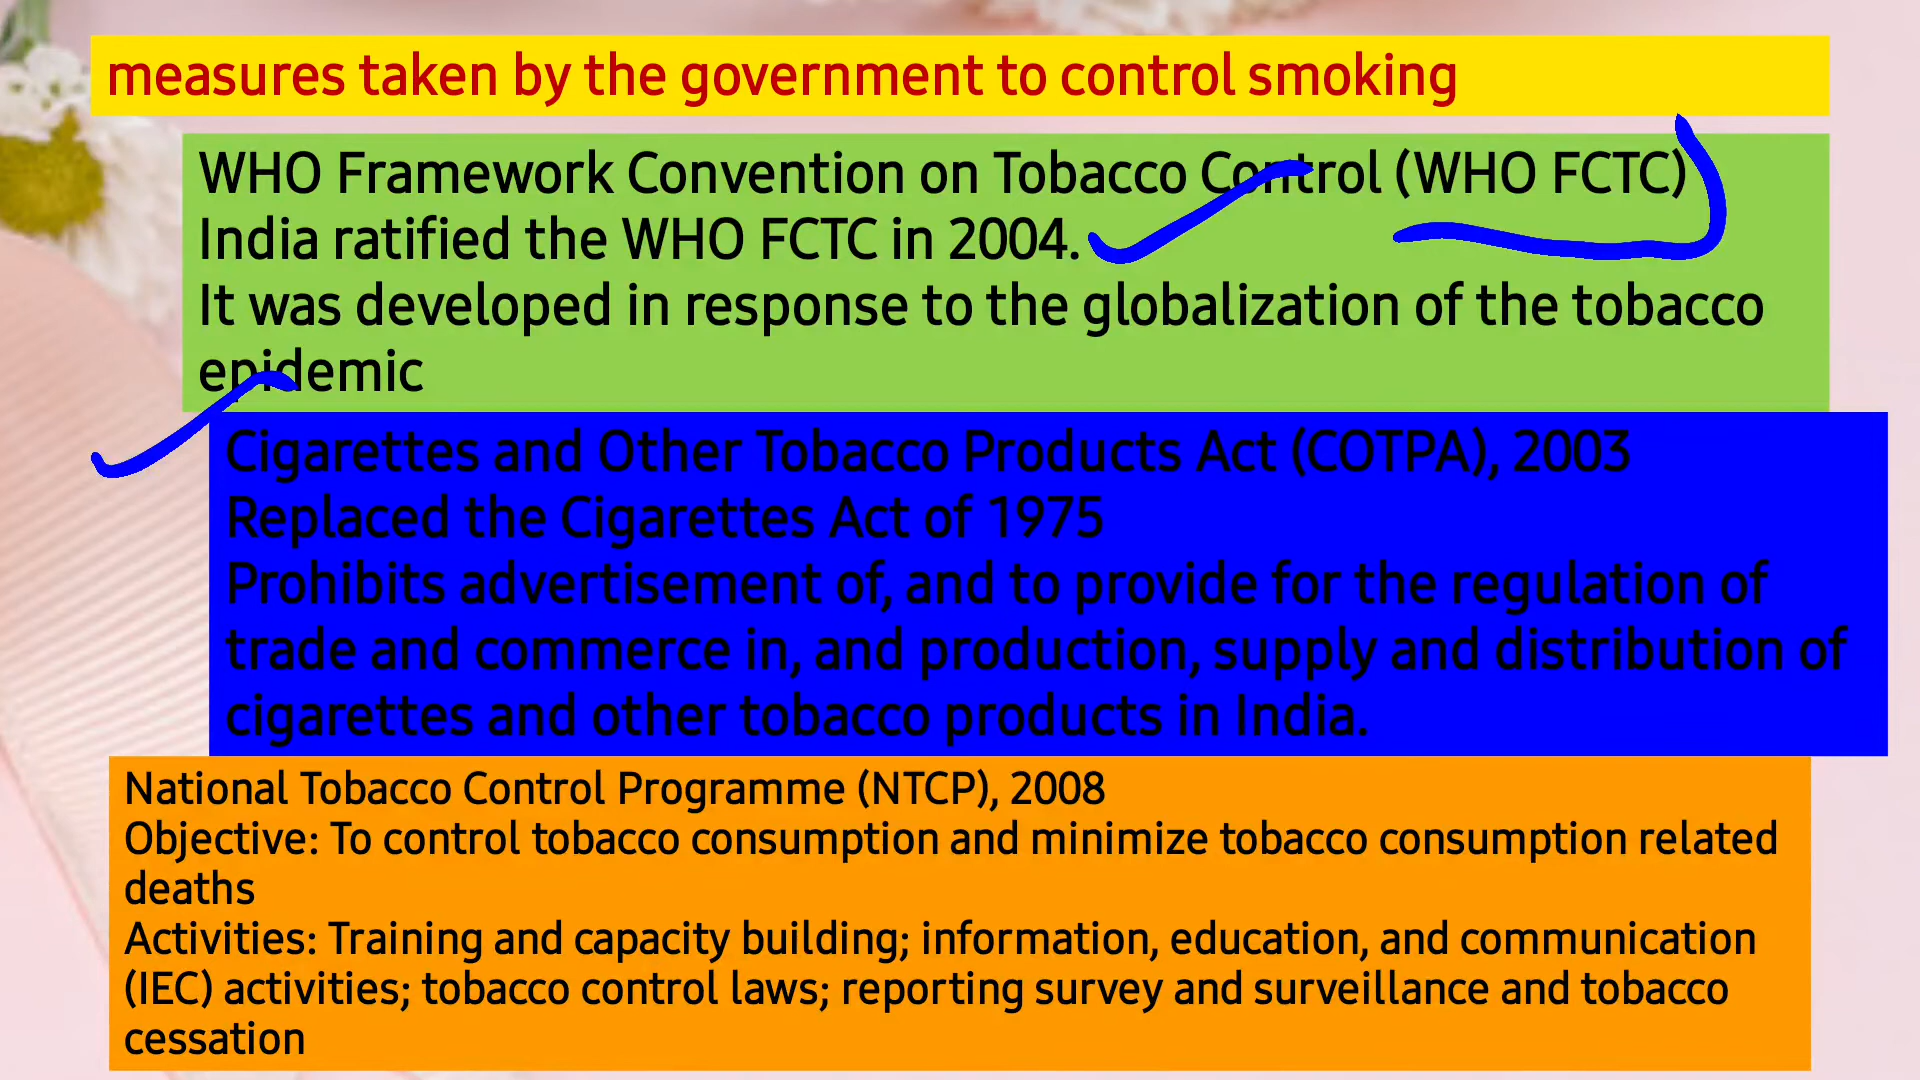 measures taken by the government to control smoking
WHO Framework Convention on Tobacco Control (WHO FCTC)
India ratified the WHO FCTC in 2004.
It was developed in response to the globalization of the tobacco
epidemic
Cigarettes and Other Tobacco Products Act (COTPA), 2003
Replaced the Cigarettes Act of 1975
Prohibits advertisement of, and to provide for the regulation of
trade and commerce in, and production, supply and distribution of
cigarettes and other tobacco products in India.
National Tobacco Control Programme (NTCP), 2008
Objective: To control tobacco consumption and minimize tobacco consumption related
deaths
Activities: Training and capacity building; information, education, and communication
(IEC) activities; tobacco control laws; reporting survey and surveillance and tobacco
cessation